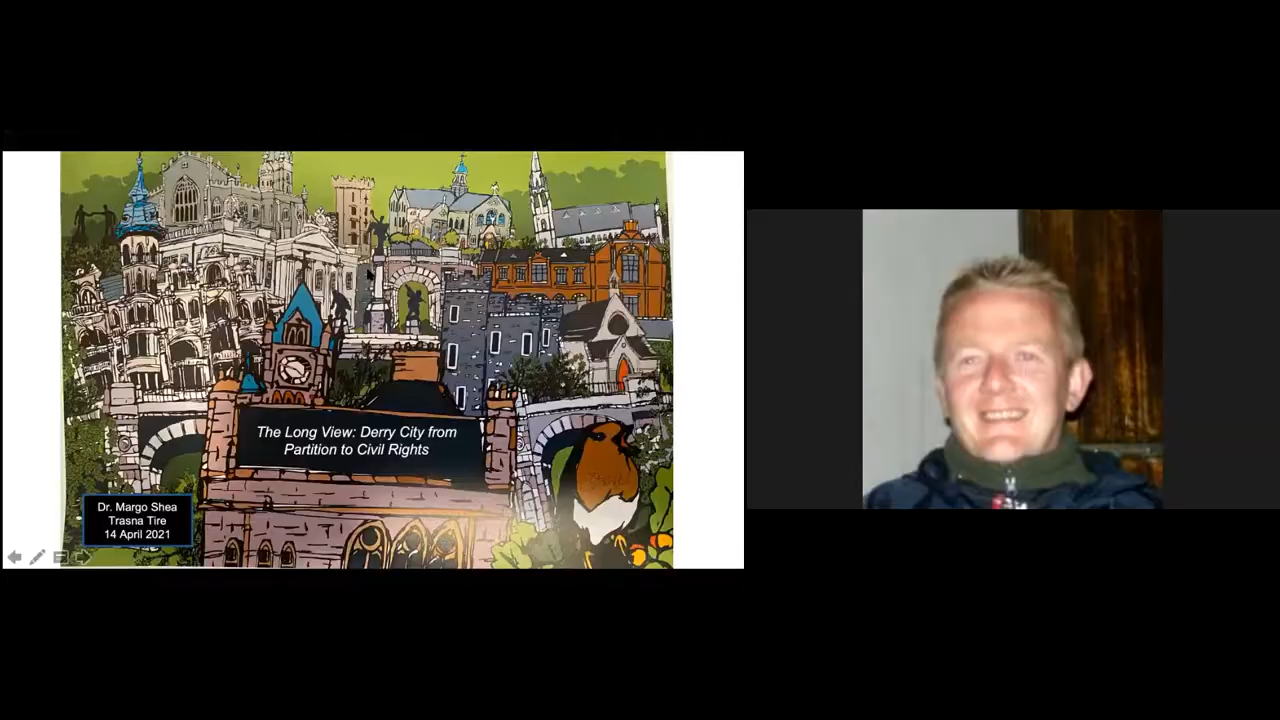 The Long View: Derry City from
Partition to Civil Rights
Dr. Margo Shea
Trasna Tire
14 April 2021